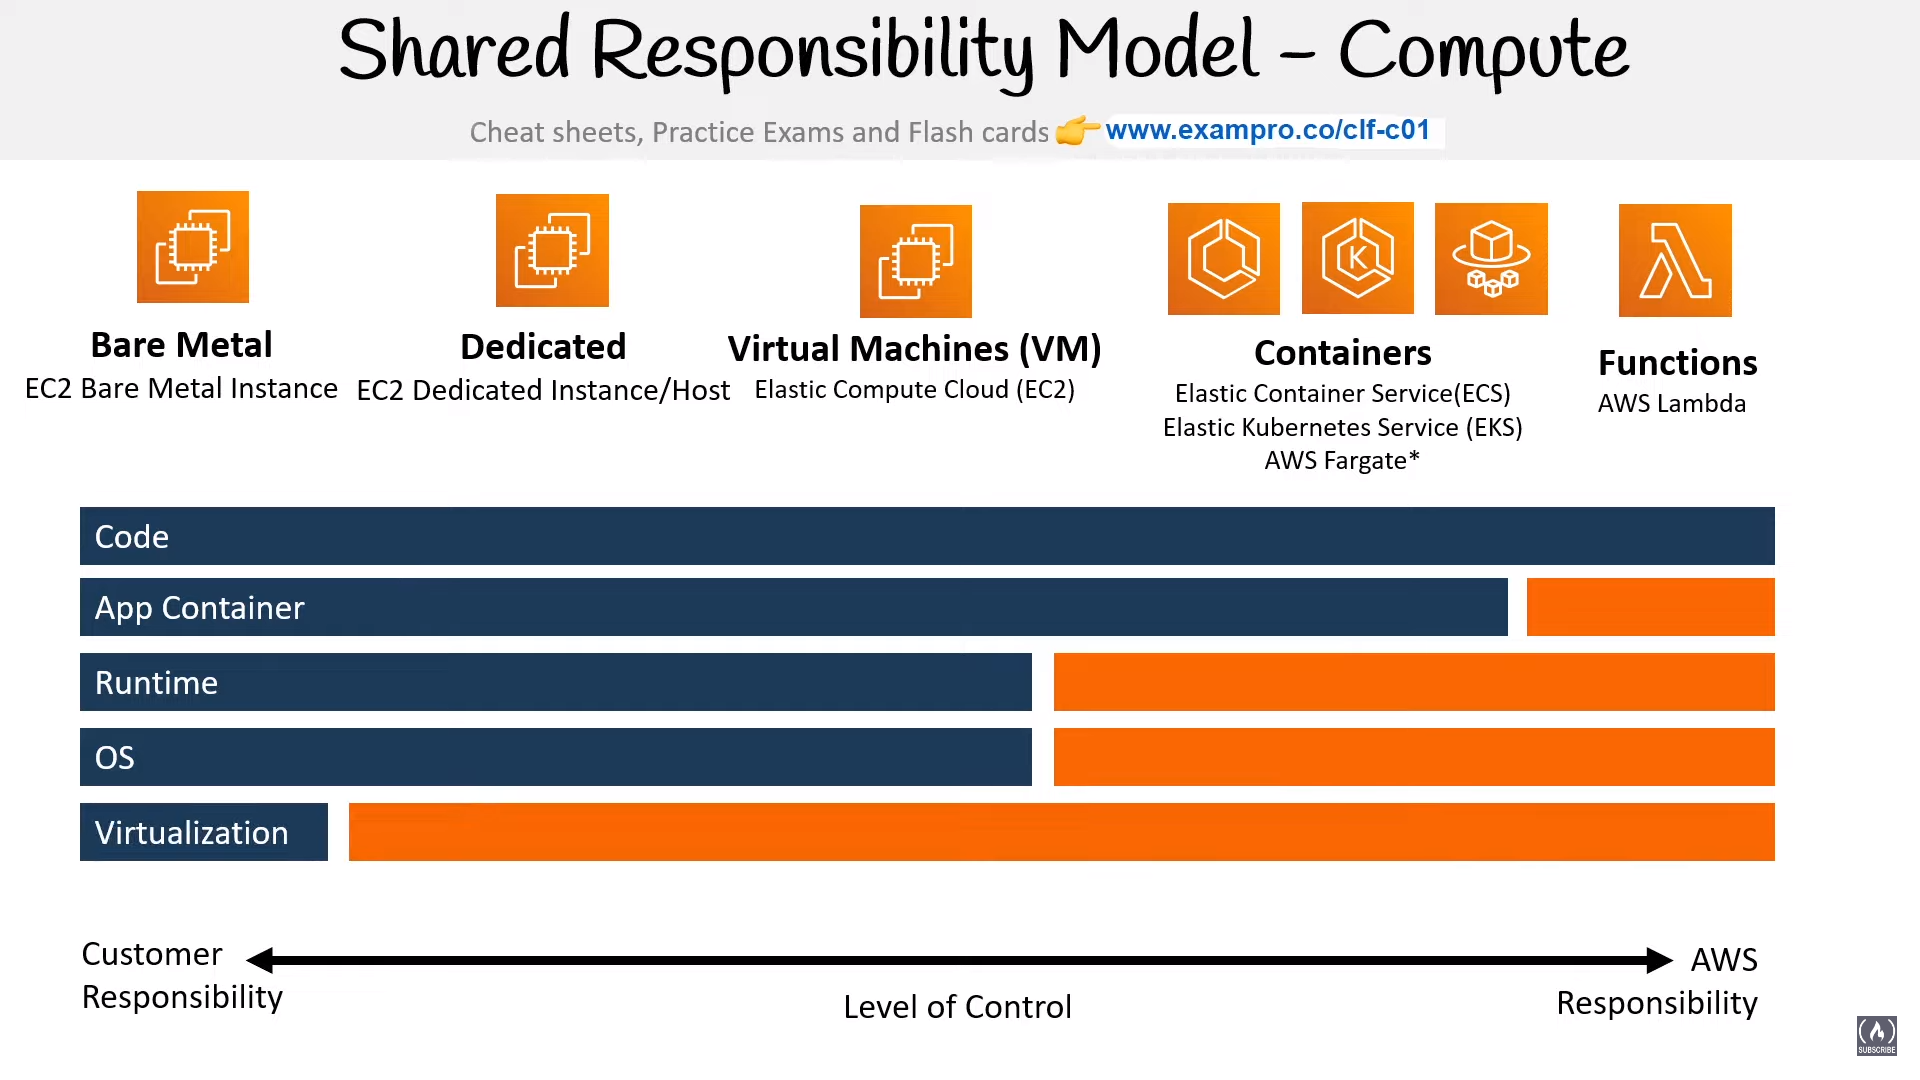 Shared Responsibility Model - Compute
Cheat sheets, Practice Exams and Flash cards 👉 www.exampro.co/clf-c01
Bare Metal
EC2 Bare Metal Instance
Dedicated
EC2 Dedicated Instance/Host
Virtual Machines (VM)
Elastic Compute Cloud (EC2)
K
Containers
Elastic Container Service(ECS)
Elastic Kubernetes Service (EKS)
AWS Fargate*
Functions
AWS Lambda
Code
App Container
Runtime
OS
Virtualization
Customer
Responsibility
Level of Control
AWS
Responsibility
SUBSCRIBE